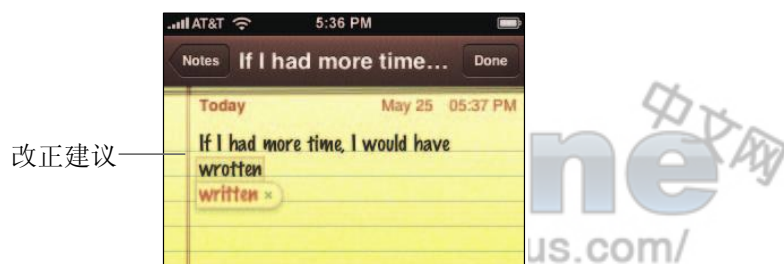 AT&T 5:36 PM
Notes If I had more time... Done
Today May 25 05:37 PM
If I had more time, I would have
wrotten
written ×
改正建议
中文网
ne
us.com/